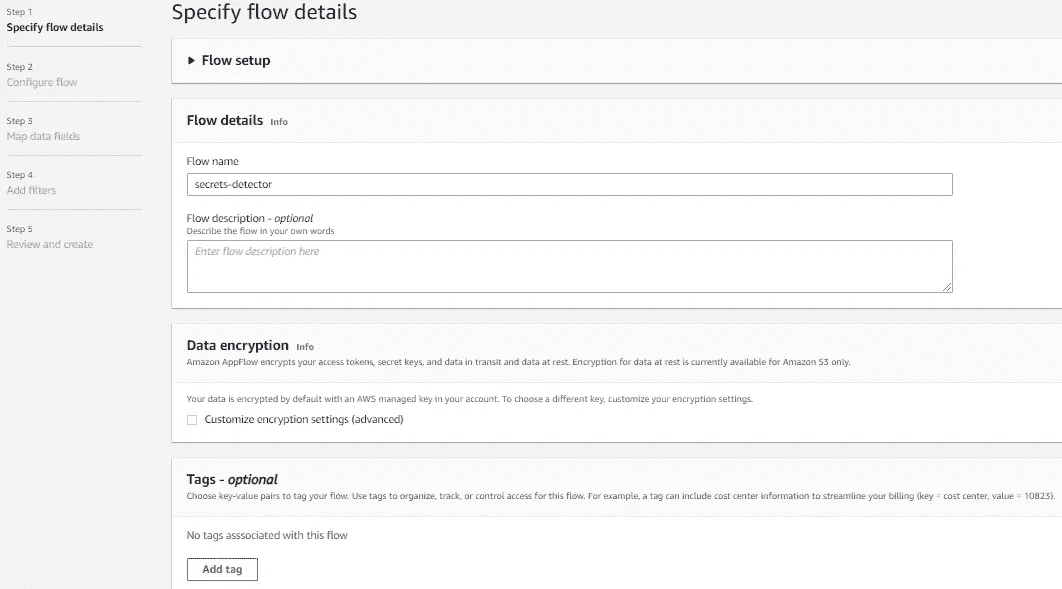 Step 1
Specify flow details
Step 2
Configure flow
Step 3
Map data fields
Step 4
Add filters
Step 5
Review and create
Specify flow details
Flow setup
Flow details Info
Flow name
secrets-detector
Flow description - optional
Describe the flow in your own words
Enter flow description here
Data encryption Info
Amazon AppFlow encrypts your access tokens, secret keys, and data in transit and data at rest. Encryption for data at rest is currently available for Amazon S3 only.
Your data is encrypted by default with an AWS managed key in your account. To choose a different key, customize your encryption settings.
Customize encryption settings (advanced)
Tags - optional
Choose key-value pairs to tag your flow. Use tags to organize, track, or control access for this flow. For example, a tag can include cost center information to streamline your billing (key = cost center, value = 10823).
No tags asssociated with this flow
Add tag